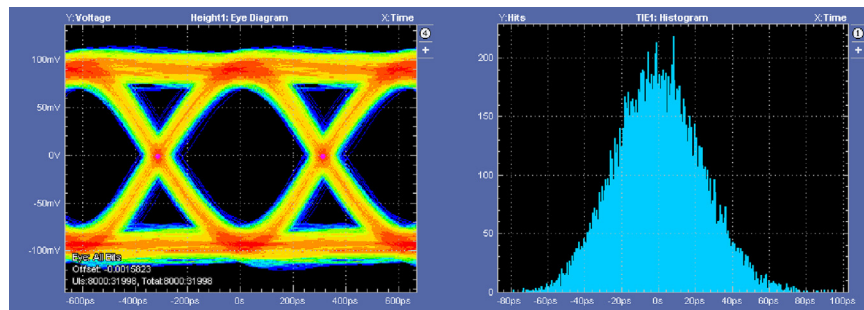 Y:Voltage Height1: Eye Diagram X:Time
4
+
100mV
50mV
0V
-50mV
-100mV
Eye: All Bits
Offset: -0.0015823
UIs:8000:31998, Total:8000:31998
-600ps -400ps -200ps 0s 200ps 400ps 600ps
Y:Hits TIE1: Histogram X:Time
1
+
200
150
100
50
0
-80ps -60ps -40ps -20ps 0s 20ps 40ps 60ps 80ps